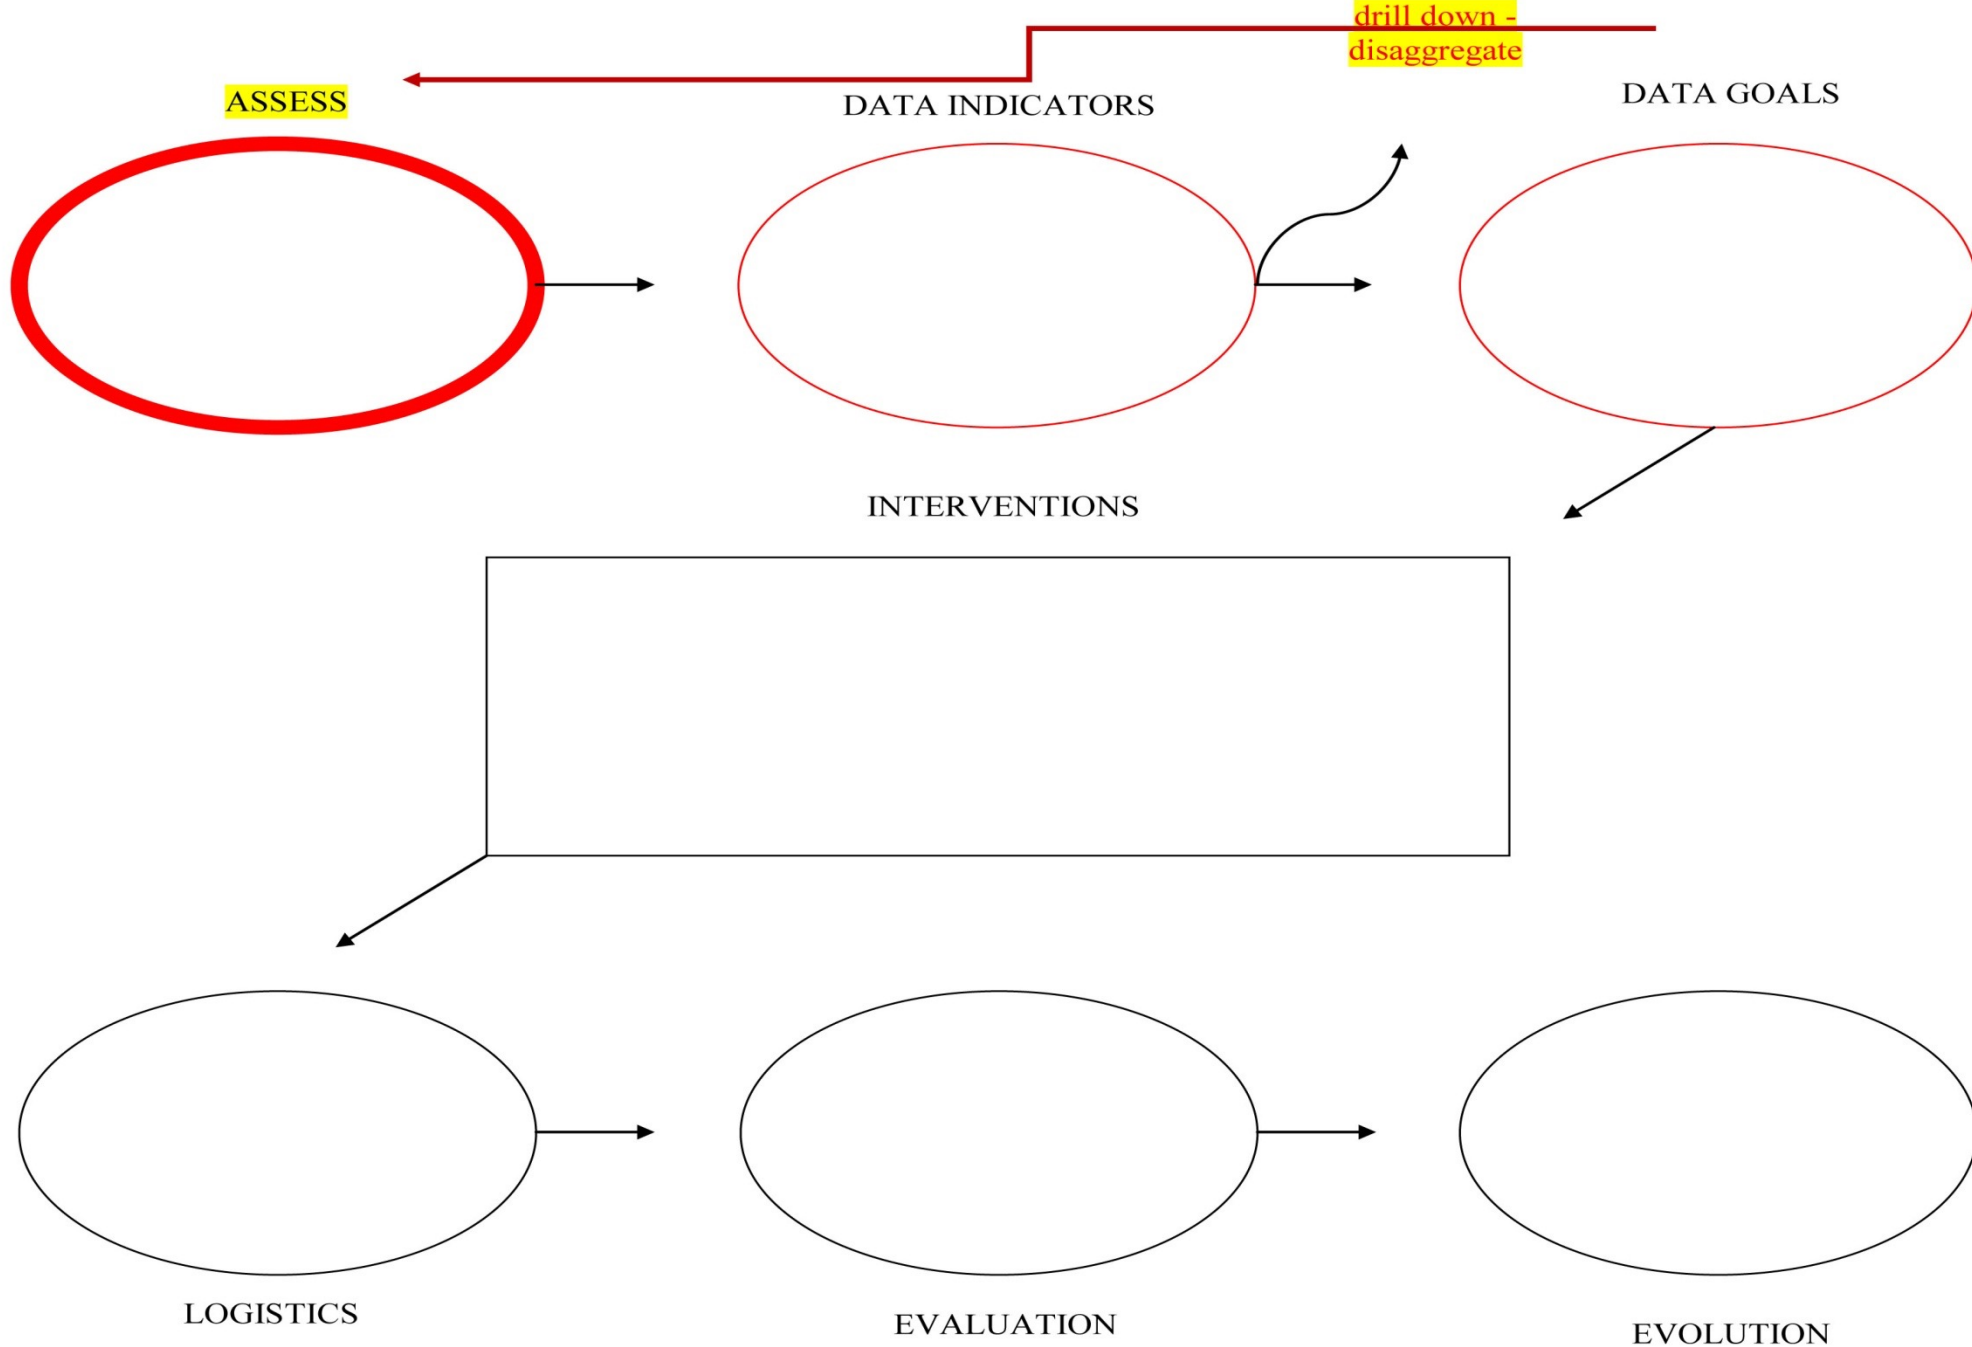 drill down -
disaggregate
ASSESS
DATA INDICATORS
DATA GOALS
INTERVENTIONS
LOGISTICS
EVALUATION
EVOLUTION